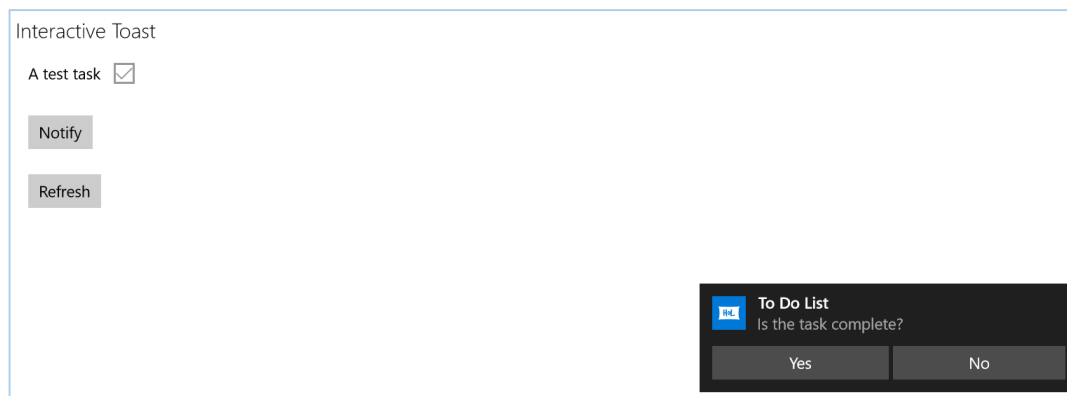 Interactive Toast
A test task
Notify
Refresh
To Do List
Is the task complete?
Yes No